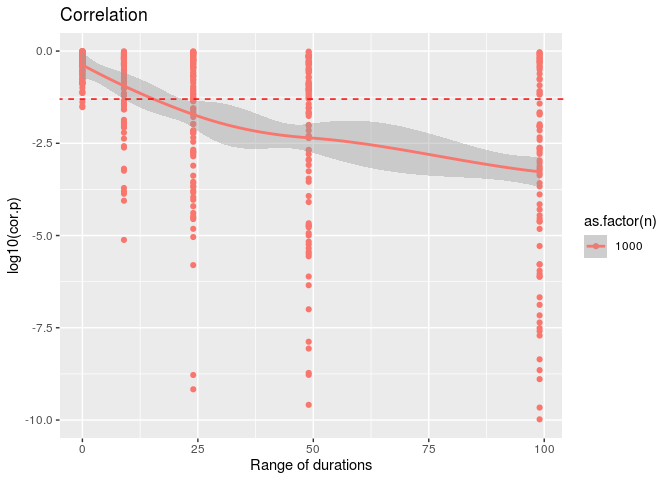 Correlation
0.0
-2.5
-5.0
-7.5
-10.0
log10(cor.p)
0
25
50
75
100
Range of durations
as.factor(n)
1000